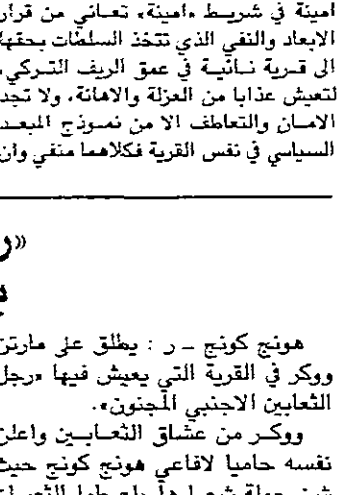 امينة في شريط «امينة» تعاني من قرار
الابعاد والنفي الذي تتخذ السلطات بحقها
الى قرية نائية في عمق الريف التركي،
لتعيش عذابا من العزلة والاهانة، ولا تجد
الامان والتعاطف الا من نموذج المبعد
السياسي في نفس القرية فكلاهما منفي وان
هونج كونج - ر : يطلق على مارتن
ووكر في القرية التي يعيش فيها «رجل
الثعابين الاجنبي المجنون».
ووكر من عشاق الثعابين واعلن
نفسه حاميا لافاعي هونج كونج حيث